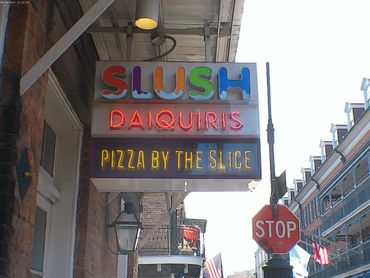 SLUSH
DAIQUIRIS
PIZZA BY THE SLICE
STOP